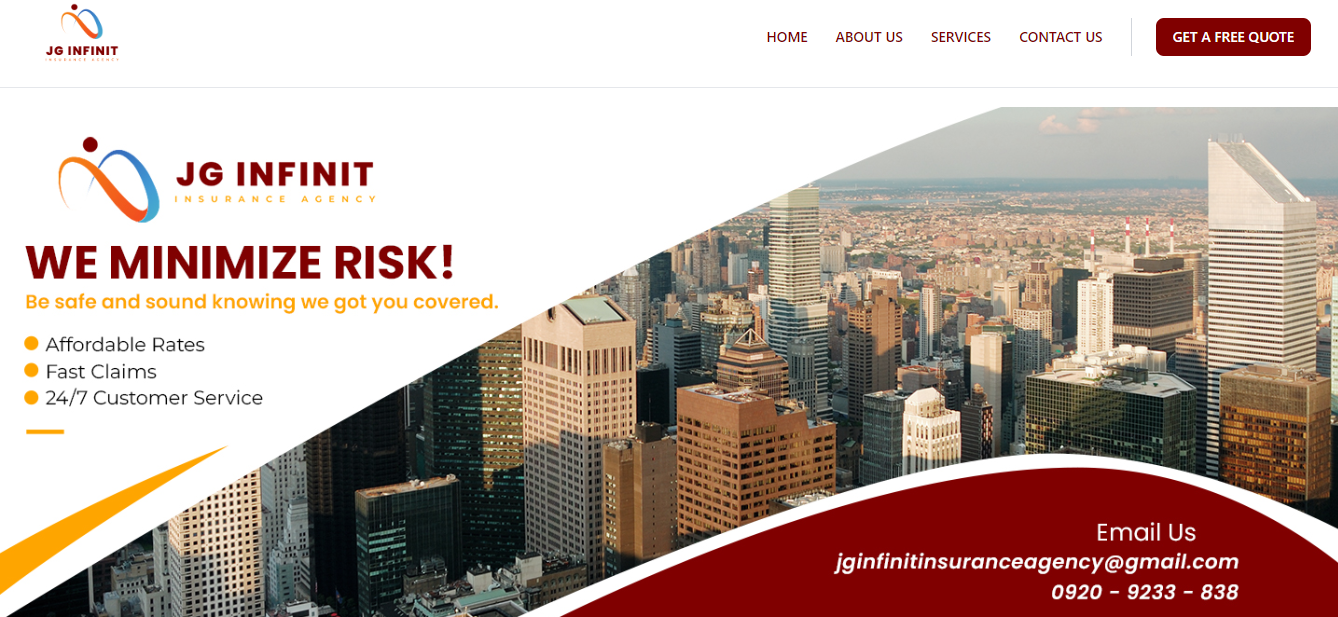 JG INFINIT
INSURANCE AGENCY
HOME ABOUT US SERVICES CONTACT US GET A FREE QUOTE
JG INFINIT
INSURANCE AGENCY
WE MINIMIZE RISK!
Be safe and sound knowing we got you covered.
Affordable Rates
Fast Claims
24/7 Customer Service
Email Us
jginfinitinsuranceagency@gmail.com
0920 - 9233 - 838